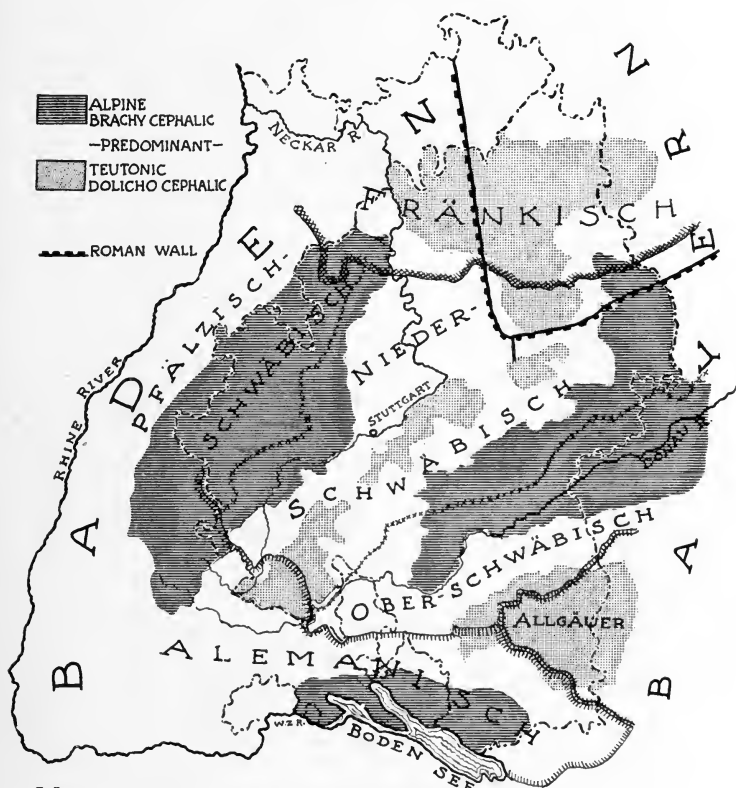 ALPINE
BRACHY CEPHALIC
—PREDOMINANT—
TEUTONIC
DOLICHO CEPHALIC
ROMAN WALL
NECKAR R.
FRÄNKISCH
PFÄLZISCH-
SCHWÄBISCH
NIEDER-
SCHWÄBISCH
STUTTGART
RHINE RIVER
DONAU R.
OBER-SCHWÄBISCH
ALLGÄUER
ALEMANISCH
BODEN SEE
W.Z.R.
BADEN
BAYERN